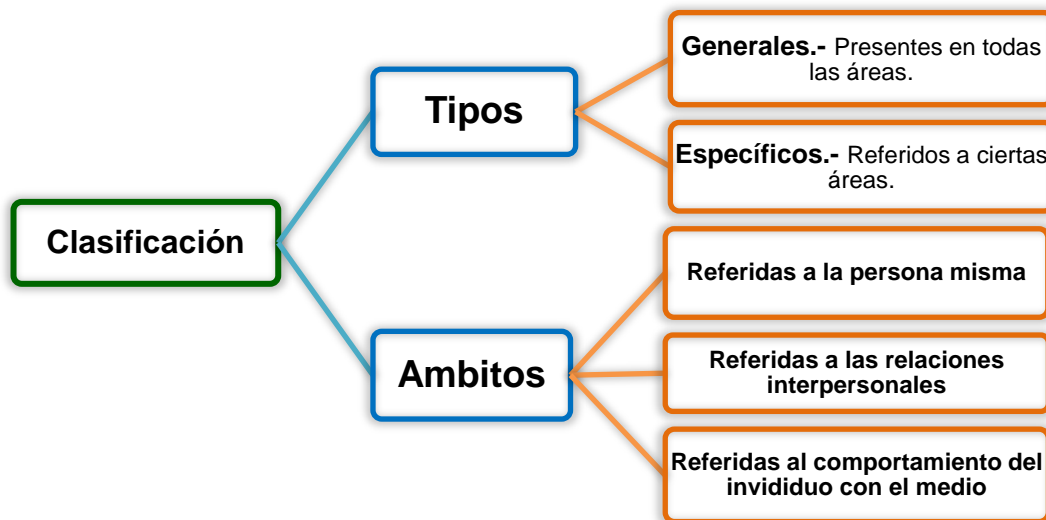 Clasificación
Tipos
Generales.- Presentes en todas
las áreas.
Específicos.- Referidos a ciertas
áreas.
Ambitos
Referidas a la persona misma
Referidas a las relaciones
interpersonales
Referidas al comportamiento del
invididuo con el medio